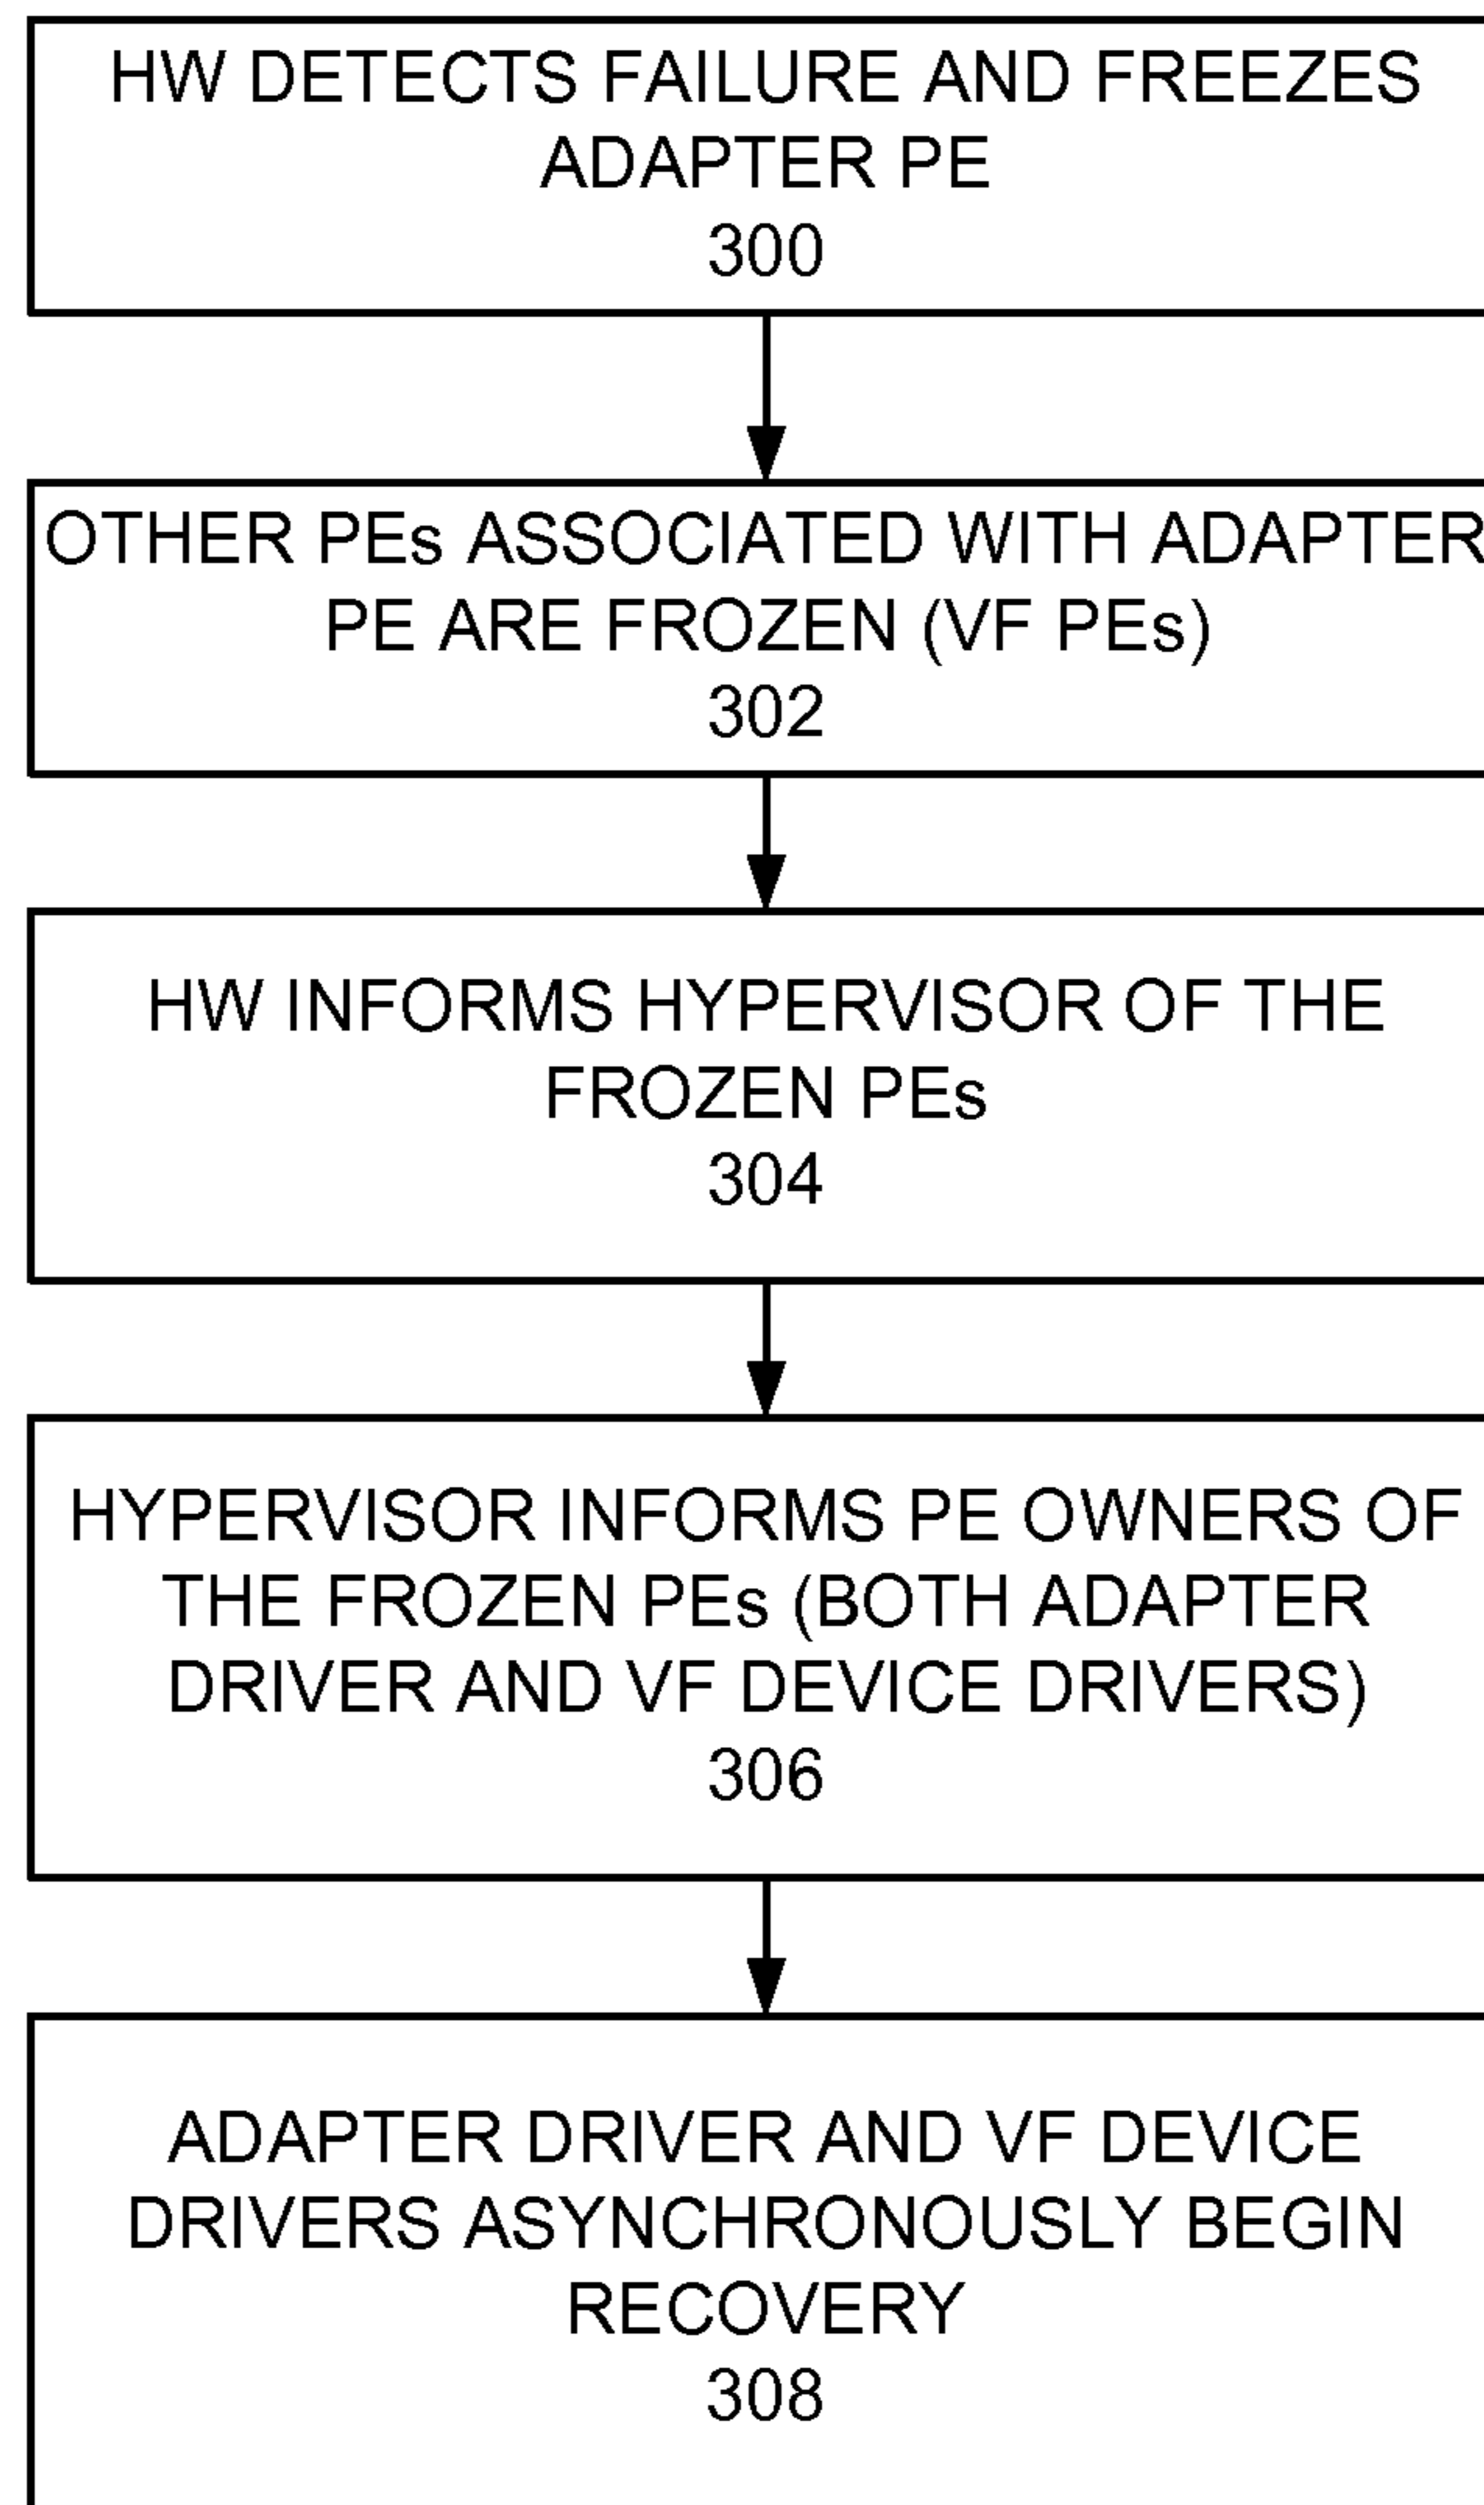 HW DETECTS FAILURE AND FREEZES
ADAPTER PE
300
OTHER PEs ASSOCIATED WITH ADAPTER
PE ARE FROZEN (VF PEs)
302
HW INFORMS HYPERVISOR OF THE
FROZEN PEs
304
HYPERVISOR INFORMS PE OWNERS OF
THE FROZEN PEs (BOTH ADAPTER
DRIVER AND VF DEVICE DRIVERS)
306
ADAPTER DRIVER AND VF DEVICE
DRIVERS ASYNCHRONOUSLY BEGIN
RECOVERY
308